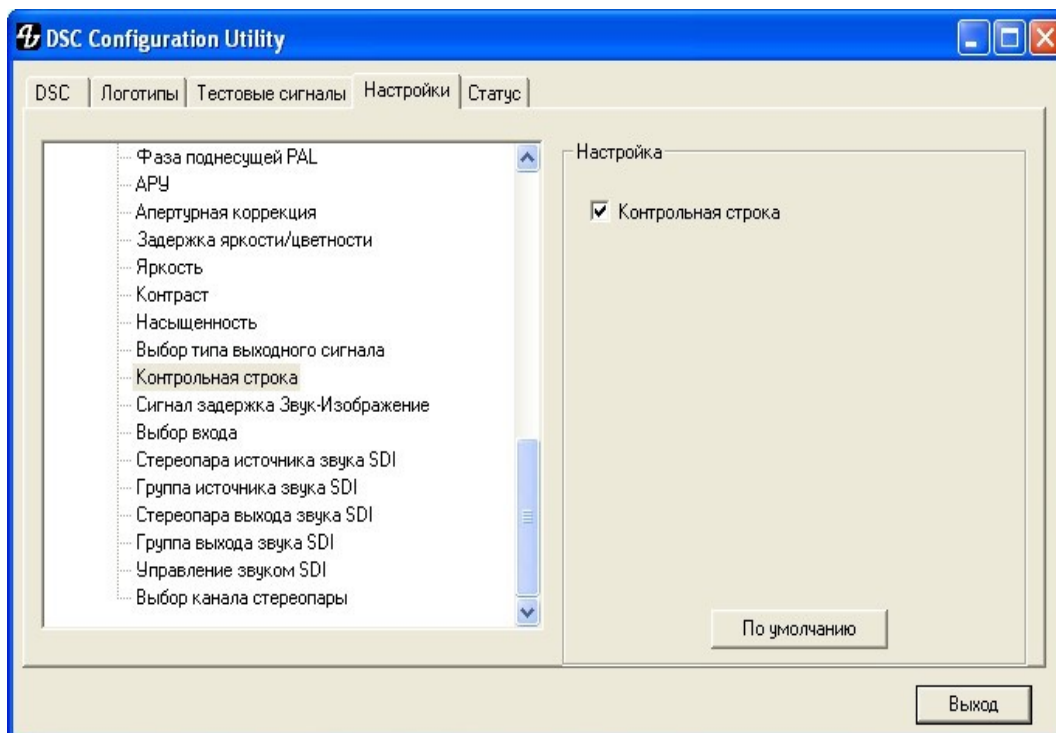 DSC Configuration Utility
DSC Логотипы Тестовые сигналы Настройки Статус
Фаза поднесущей PAL
АРУ
Апертурная коррекция
Задержка яркости/цветности
Яркость
Контраст
Насыщенность
Выбор типа выходного сигнала
Контрольная строка
Сигнал задержка Звук-Изображение
Выбор входа
Стереопара источника звука SDI
Группа источника звука SDI
Стереопара выхода звука SDI
Группа выхода звука SDI
Управление звуком SDI
Выбор канала стереопары
Настройка
Контрольная строка
По умолчанию
Выход